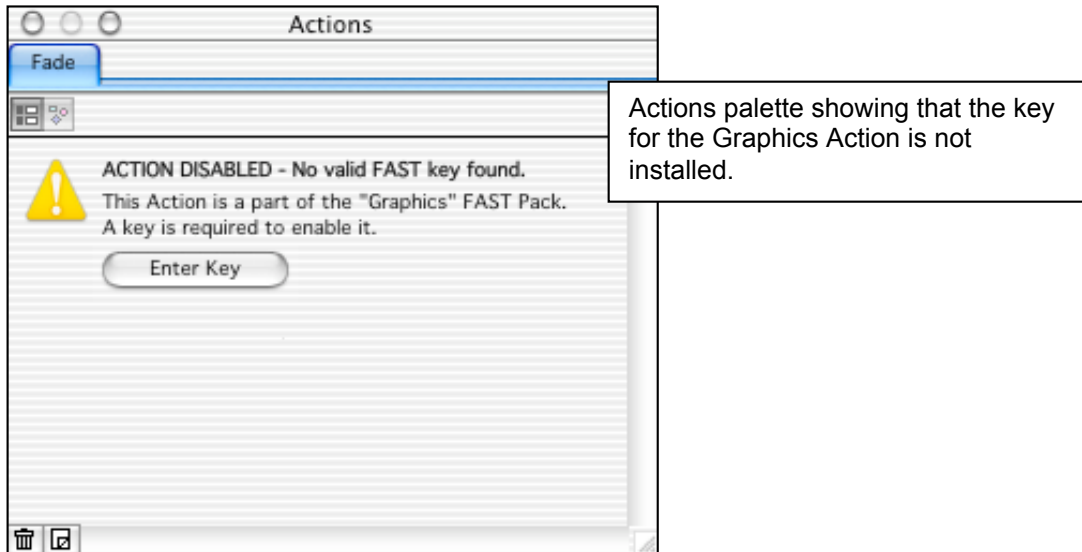 Actions
Fade
ACTION DISABLED - No valid FAST key found.
This Action is a part of the "Graphics" FAST Pack.
A key is required to enable it.
Enter Key
Actions palette showing that the key
for the Graphics Action is not
installed.